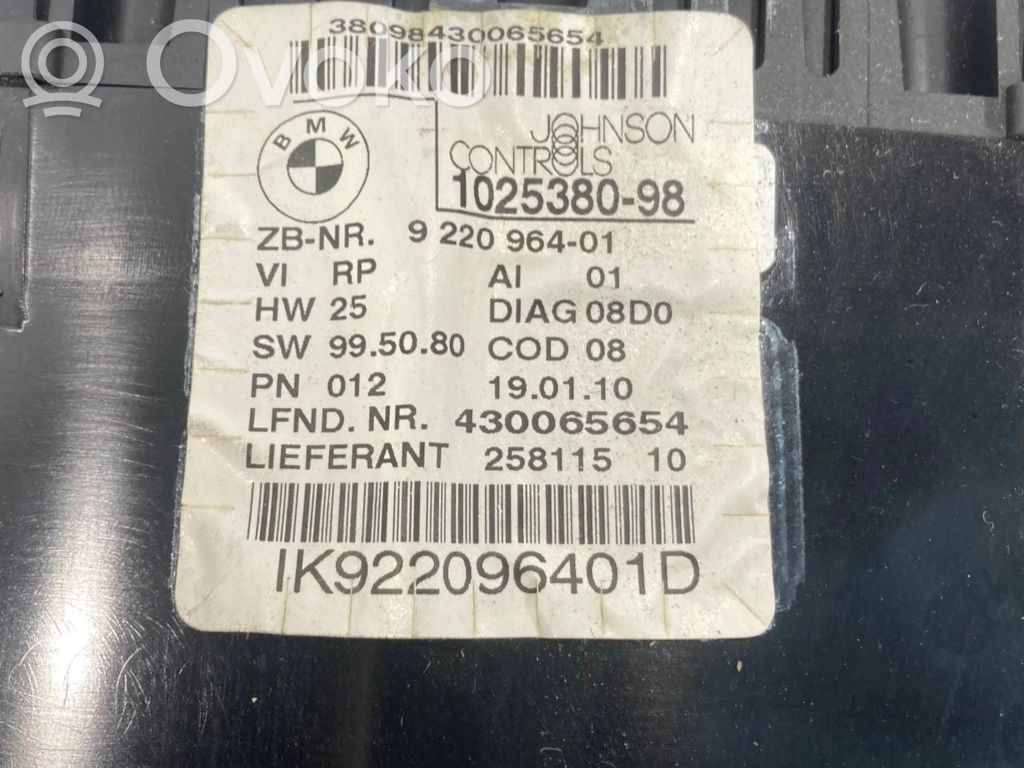 38098430065654
Ovoko
BMW
JOHNSON
CONTROLS
1025380-98
ZB-NR. 9 220 964-01
VI RP AI 01
HW 25 DIAG 08D0
SW 99.50.80 COD 08
PN 012 19.01.10
LFND. NR. 430065654
LIEFERANT 258115 10
IK922096401D